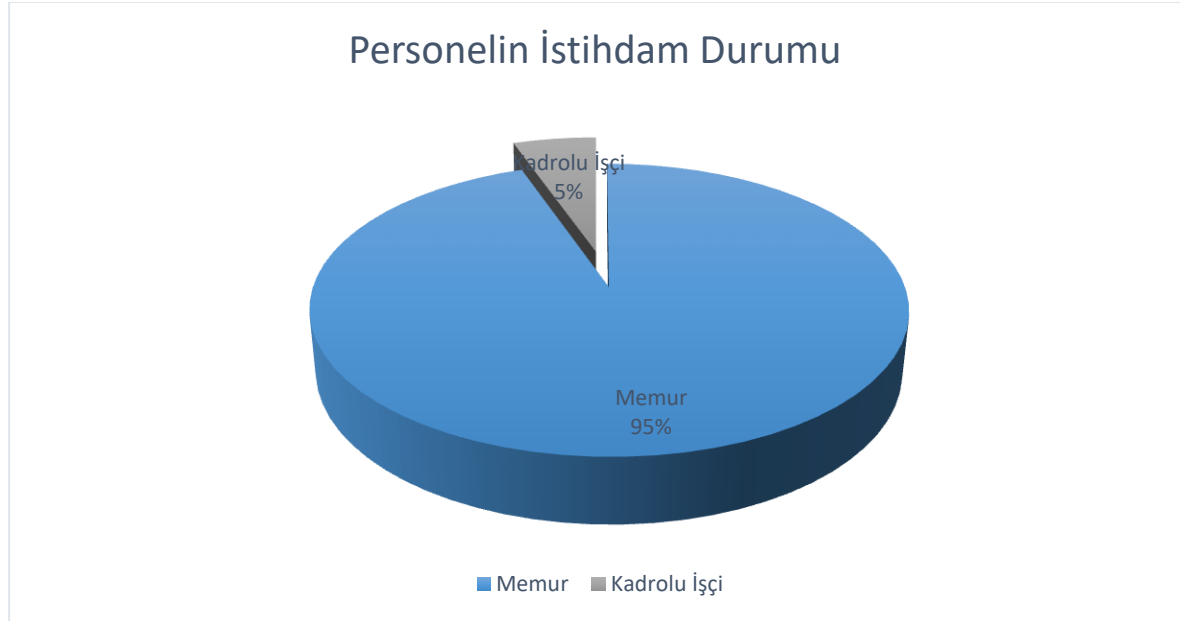 Personelin İstihdam Durumu
Kadrolu İşçi
5%
Memur
95%
Memur Kadrolu İşçi